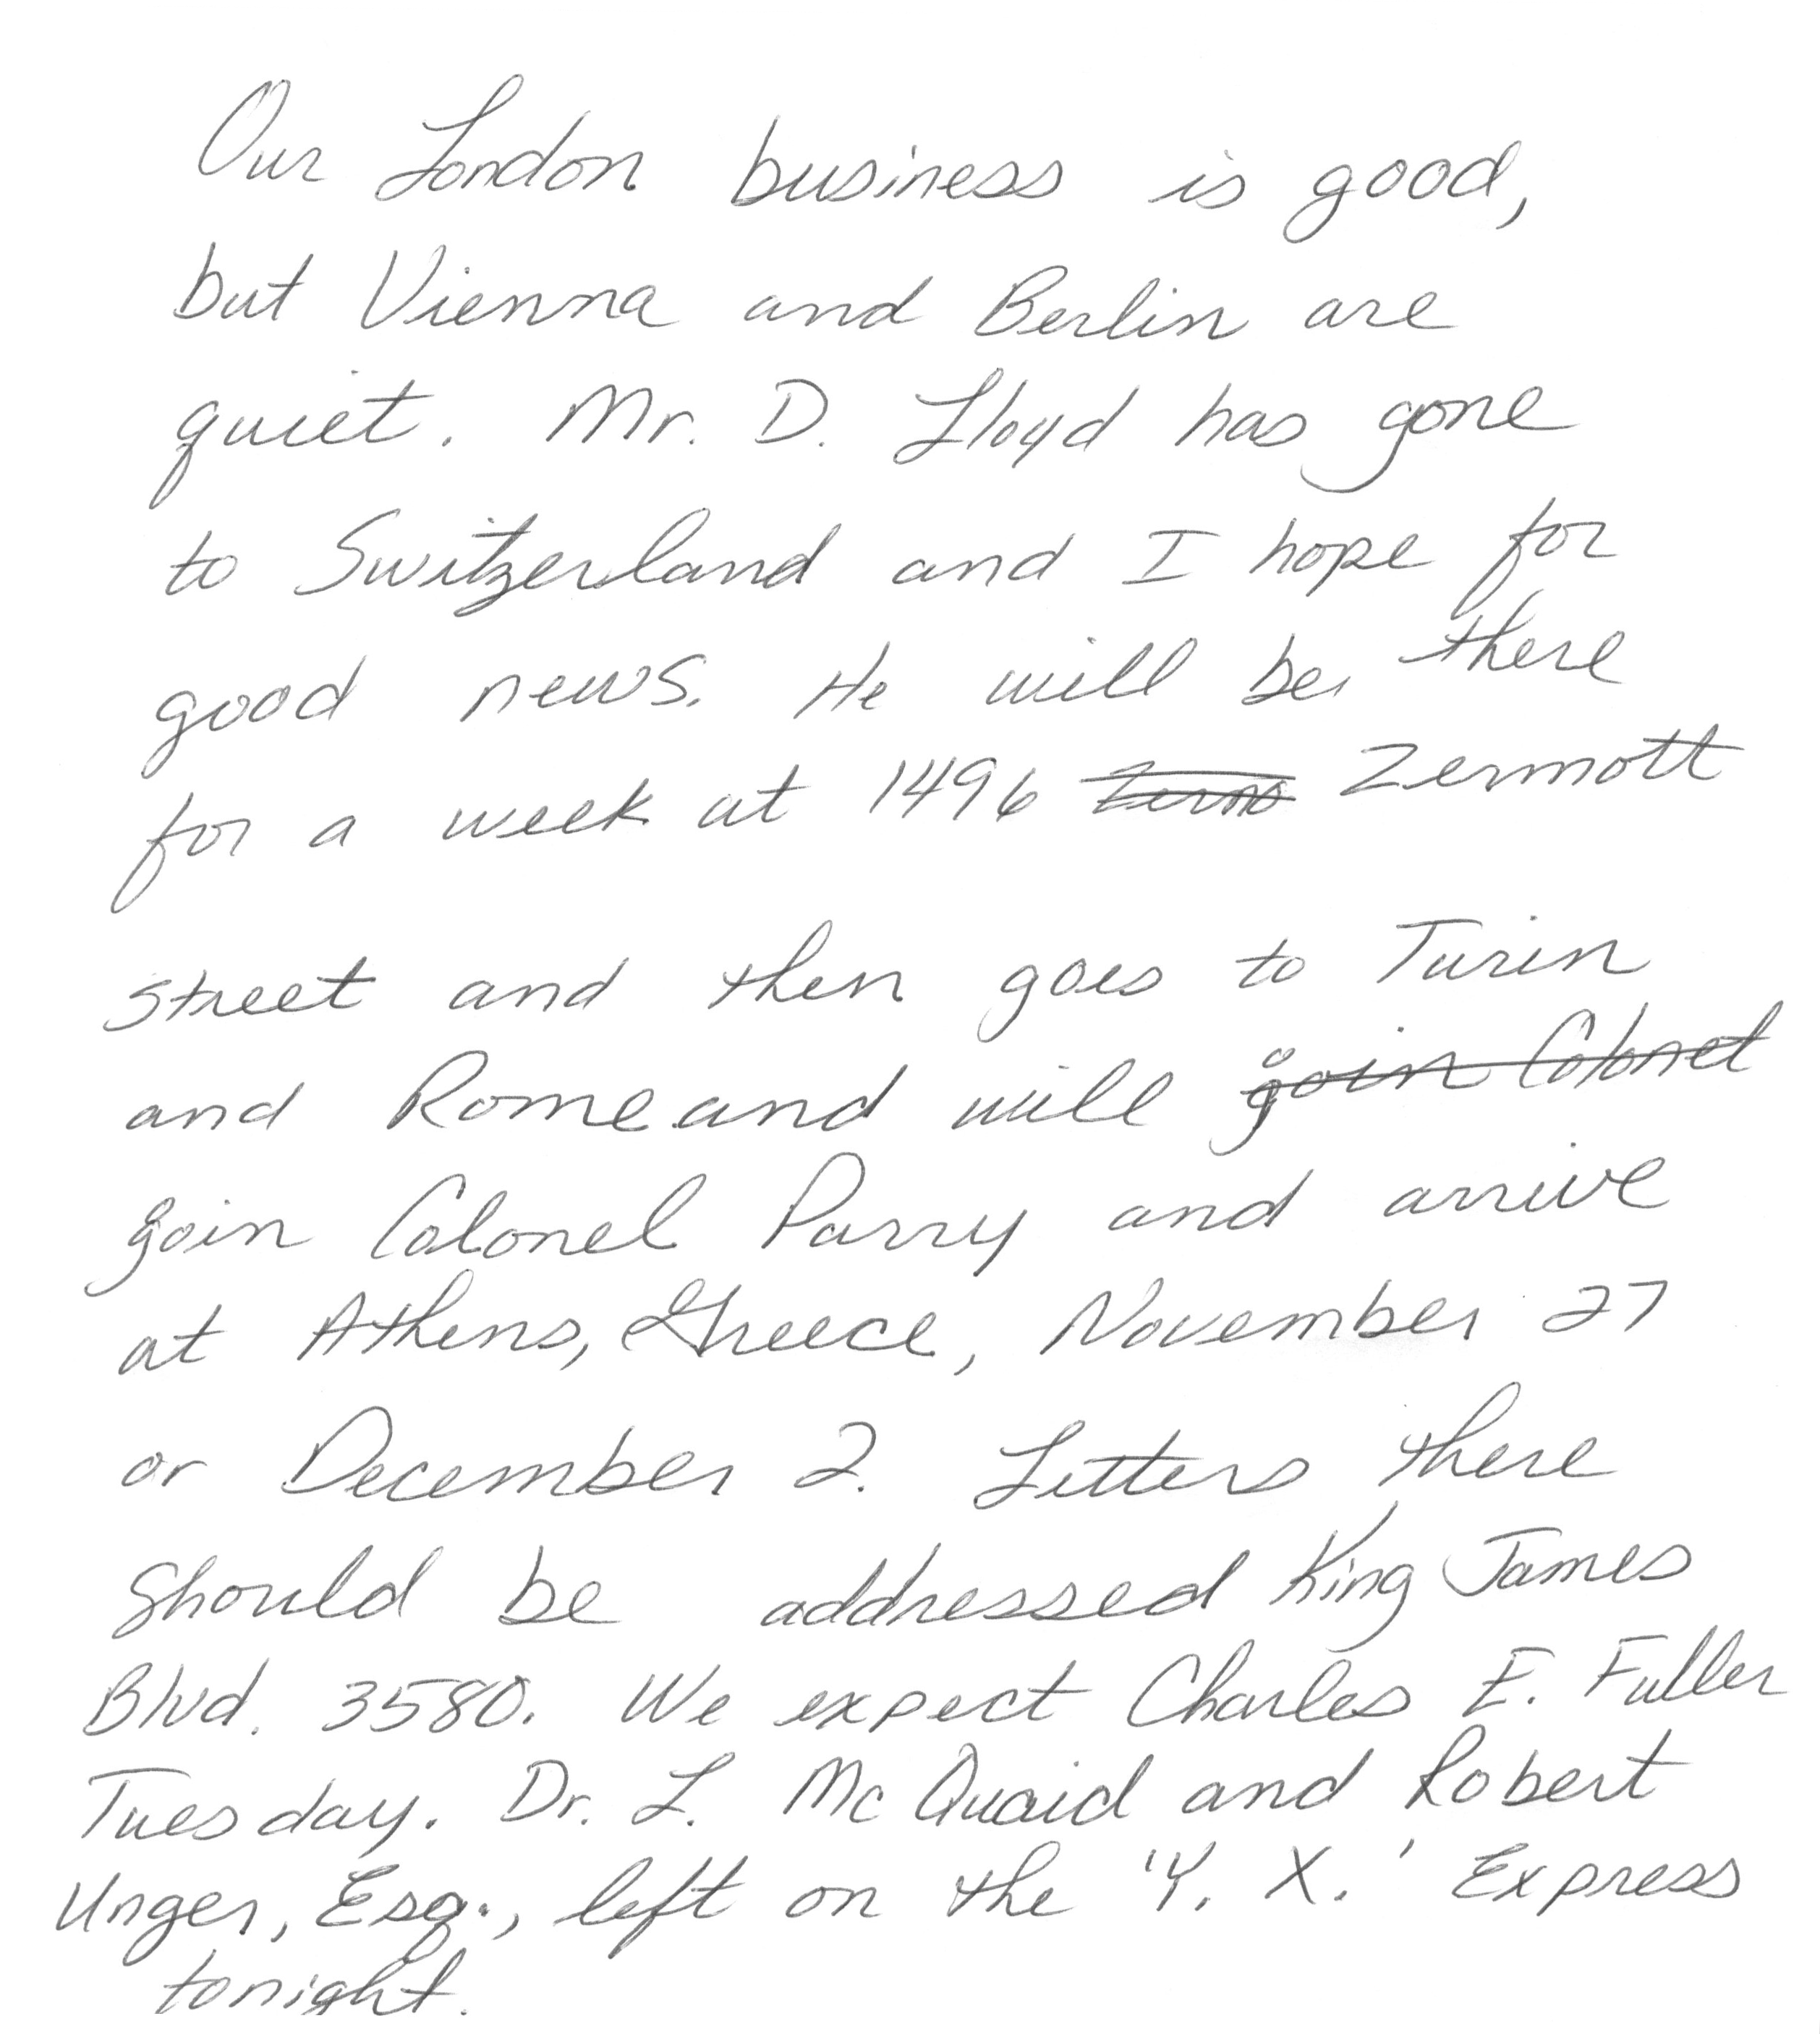 Our London business is good,
but Vienna and Berlin are
quiet. Mr. D. Lloyd has gone
to Switzerland and I hope for
good news. He will be there
for a week at 1496 Zermott
street and then goes to Turin
and Rome and will join Colonel
join Colonel Parry and arrive
at Athens, Greece, November 27
or December 2. Letters there
should be addressed King James
Blvd. 3580. We expect Charles E. Fuller
Tuesday. Dr. L. McQuaid and Robert
Unger, Esq., left on the 'Y. X.' Express
tonight.